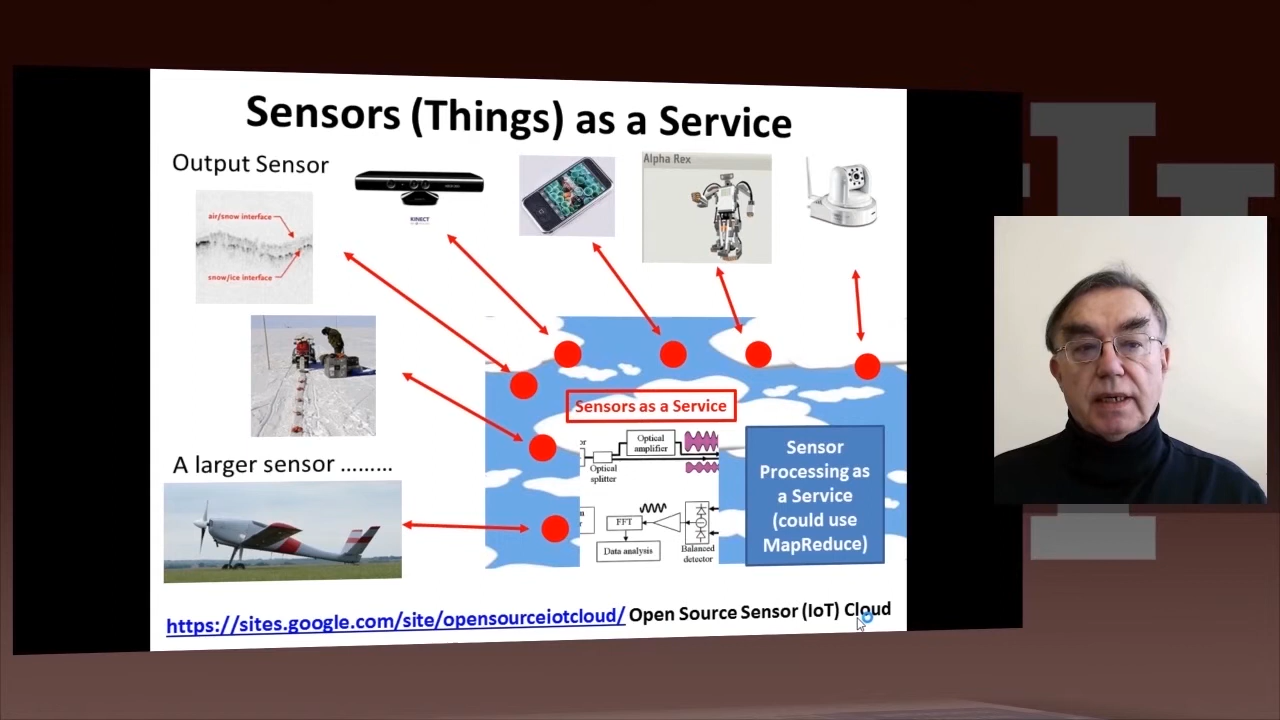 Sensors (Things) as a Service
Output Sensor
air/snow interface
snow/ice interface
KINECT
Alpha Rex
A larger sensor .........
Sensors as a Service
Optical
amplifier
Optical
splitter
FFT
Data analysis
Balanced
detector
Sensor
Processing as
a Service
(could use
MapReduce)
https://sites.google.com/site/opensourceiotcloud/ Open Source Sensor (IoT) Cloud